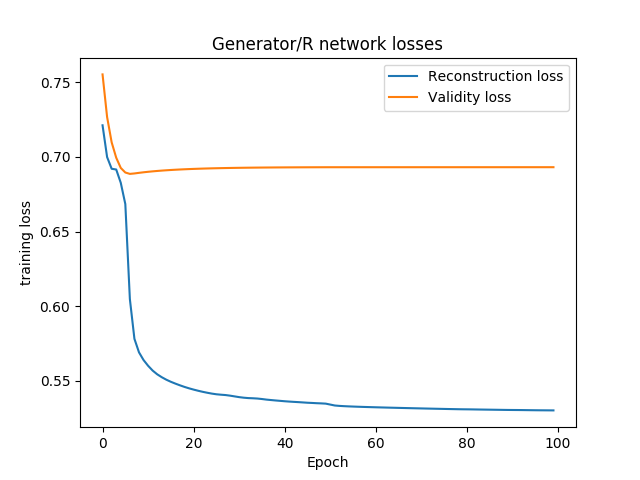 Generator/R network losses
Reconstruction loss
Validity loss
0.75
0.70
0.65
0.60
0.55
training loss
0 20 40 60 80 100
Epoch